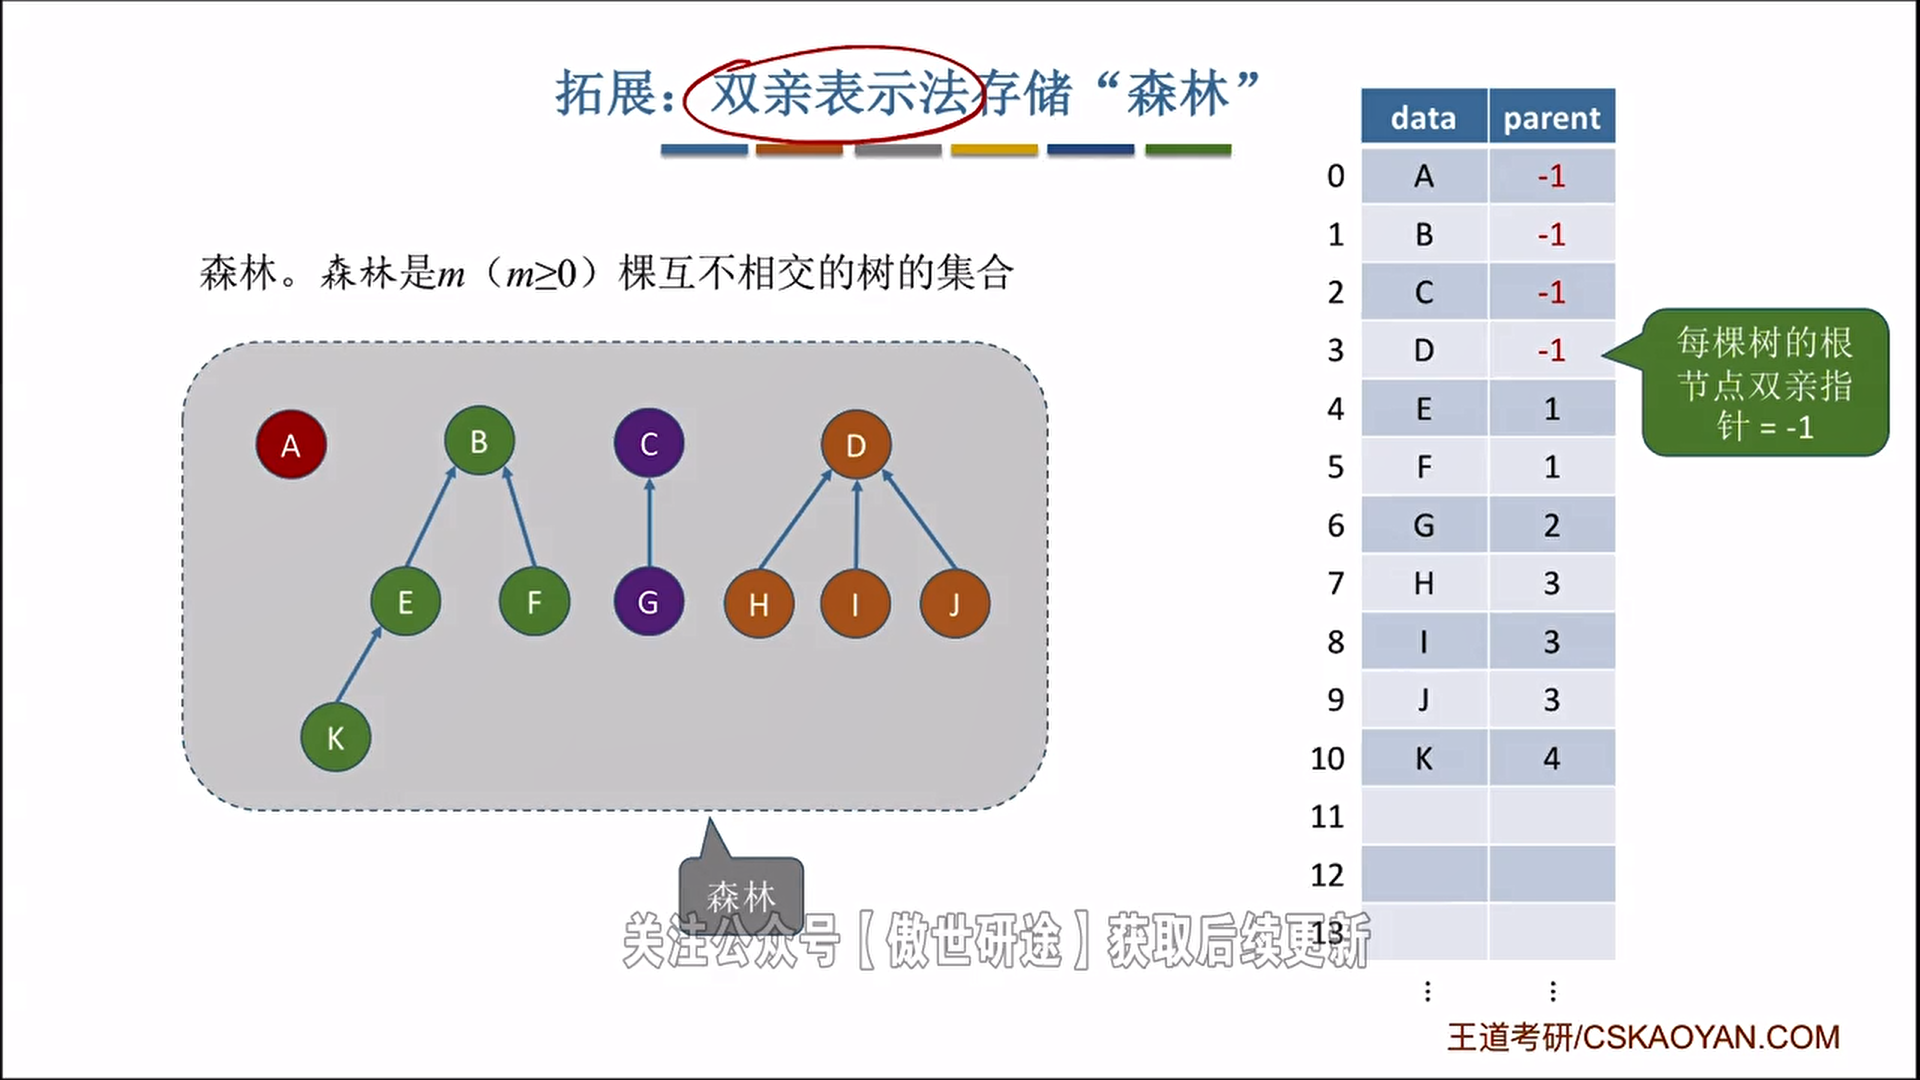 拓展：双亲表示法存储“森林”
森林。森林是m（m≥0）棵互不相交的树的集合
A
B
C
D
E
F
G
H
I
J
K
森林
data parent
0 A -1
1 B -1
2 C -1
3 D -1
4 E 1
5 F 1
6 G 2
7 H 3
8 I 3
9 J 3
10 K 4
11
12
13
⋮ ⋮
每棵树的根
节点双亲指
针 = -1
关注公众号【傲世研途】获取后续更新
王道考研/CSKAOYAN.COM